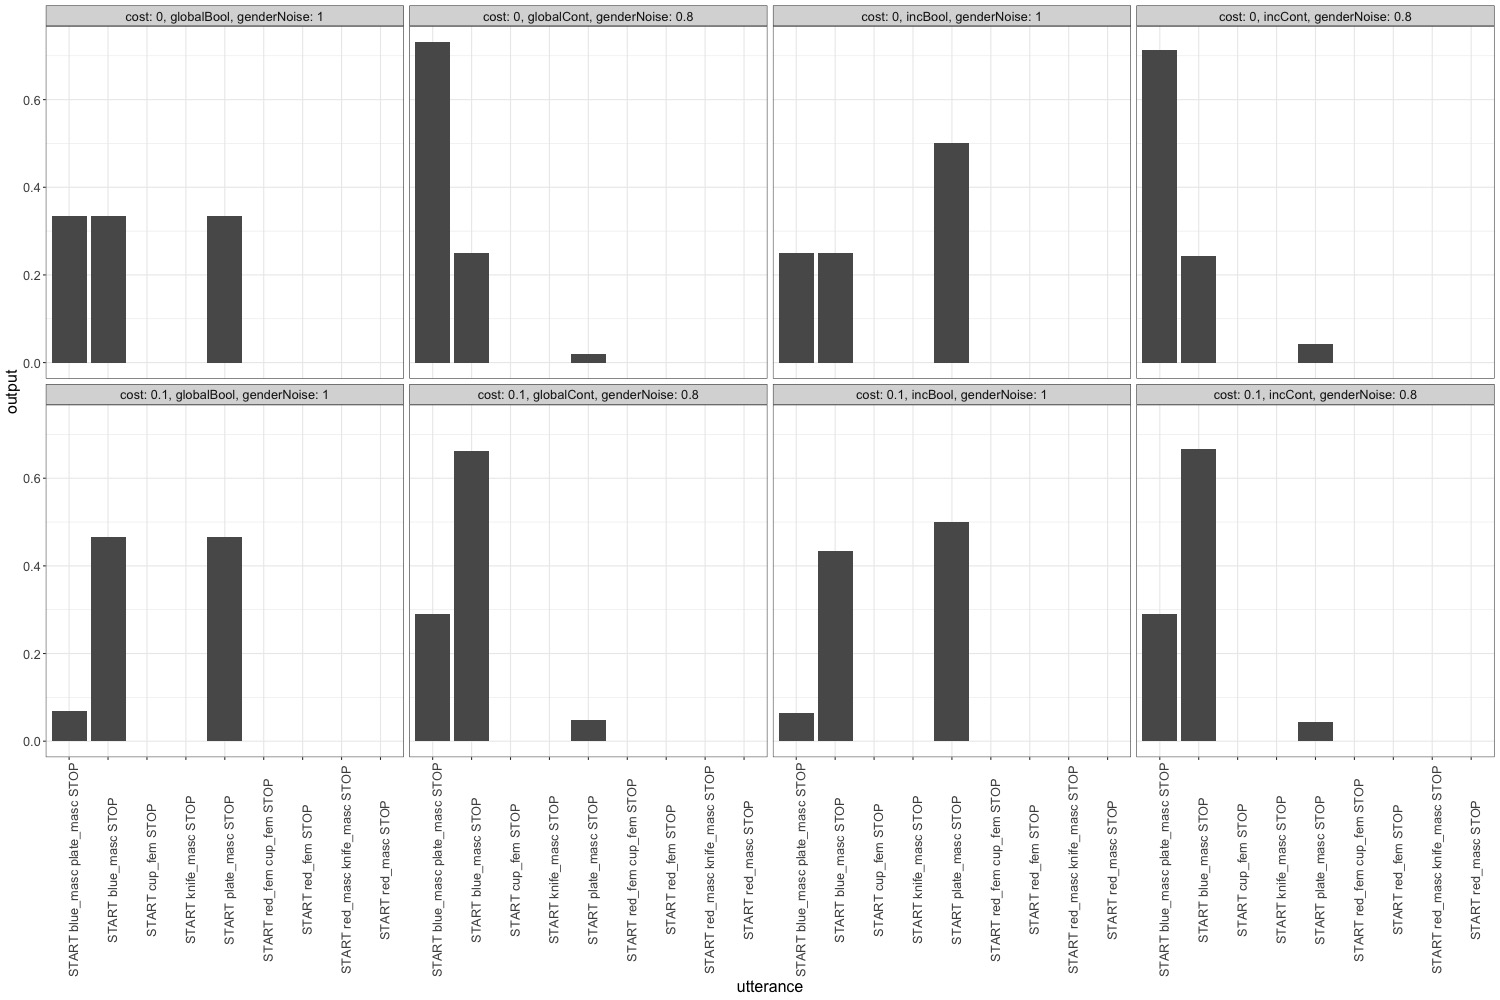 cost: 0, globalBool, genderNoise: 1
cost: 0, globalCont, genderNoise: 0.8
cost: 0, incBool, genderNoise: 1
cost: 0, incCont, genderNoise: 0.8
0.6
0.4
0.2
0.0
output
cost: 0.1, globalBool, genderNoise: 1
cost: 0.1, globalCont, genderNoise: 0.8
cost: 0.1, incBool, genderNoise: 1
cost: 0.1, incCont, genderNoise: 0.8
0.6
0.4
0.2
0.0
START blue_masc plate_masc STOP
START blue_masc STOP
START cup_fem STOP
START knife_masc STOP
START plate_masc STOP
START red_fem cup_fem STOP
START red_fem STOP
START red_masc knife_masc STOP
START red_masc STOP
START blue_masc plate_masc STOP
START blue_masc STOP
START cup_fem STOP
START knife_masc STOP
START plate_masc STOP
START red_fem cup_fem STOP
START red_fem STOP
START red_masc knife_masc STOP
START red_masc STOP
START blue_masc plate_masc STOP
START blue_masc STOP
START cup_fem STOP
START knife_masc STOP
START plate_masc STOP
START red_fem cup_fem STOP
START red_fem STOP
START red_masc knife_masc STOP
START red_masc STOP
START blue_masc plate_masc STOP
START blue_masc STOP
START cup_fem STOP
START knife_masc STOP
START plate_masc STOP
START red_fem cup_fem STOP
START red_fem STOP
START red_masc knife_masc STOP
START red_masc STOP
utterance